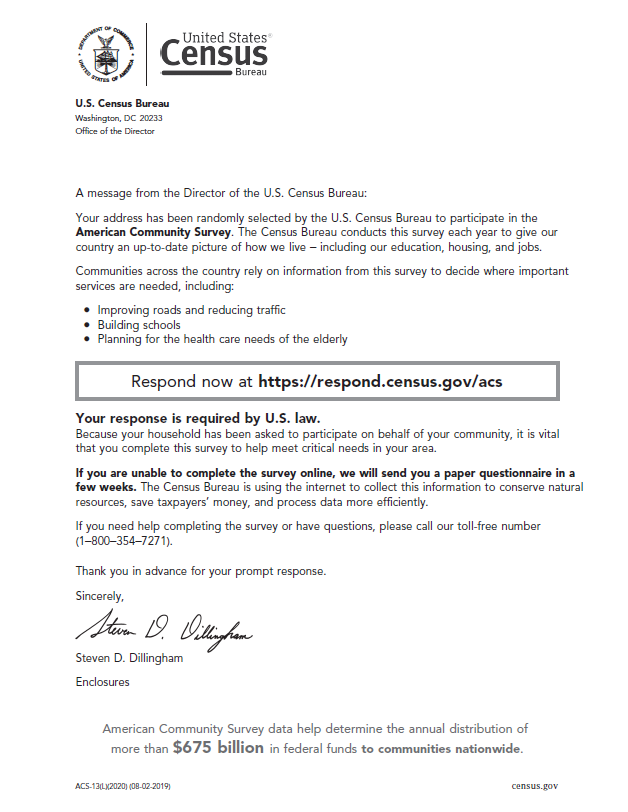 DEPARTMENT OF COMMERCE
UNITED STATES OF AMERICA
United States®
Census
Bureau
U.S. Census Bureau
Washington, DC 20233
Office of the Director
A message from the Director of the U.S. Census Bureau:
Your address has been randomly selected by the U.S. Census Bureau to participate in the
American Community Survey. The Census Bureau conducts this survey each year to give our
country an up-to-date picture of how we live – including our education, housing, and jobs.
Communities across the country rely on information from this survey to decide where important
services are needed, including:
• Improving roads and reducing traffic
• Building schools
• Planning for the health care needs of the elderly
Respond now at https://respond.census.gov/acs
Your response is required by U.S. law.
Because your household has been asked to participate on behalf of your community, it is vital
that you complete this survey to help meet critical needs in your area.
If you are unable to complete the survey online, we will send you a paper questionnaire in a
few weeks. The Census Bureau is using the internet to collect this information to conserve natural
resources, save taxpayers’ money, and process data more efficiently.
If you need help completing the survey or have questions, please call our toll-free number
(1–800–354–7271).
Thank you in advance for your prompt response.
Sincerely,
Steven D. Dillingham
Steven D. Dillingham
Enclosures
American Community Survey data help determine the annual distribution of
more than $675 billion in federal funds to communities nationwide.
ACS-13(L)(2020) (08-02-2019)
census.gov